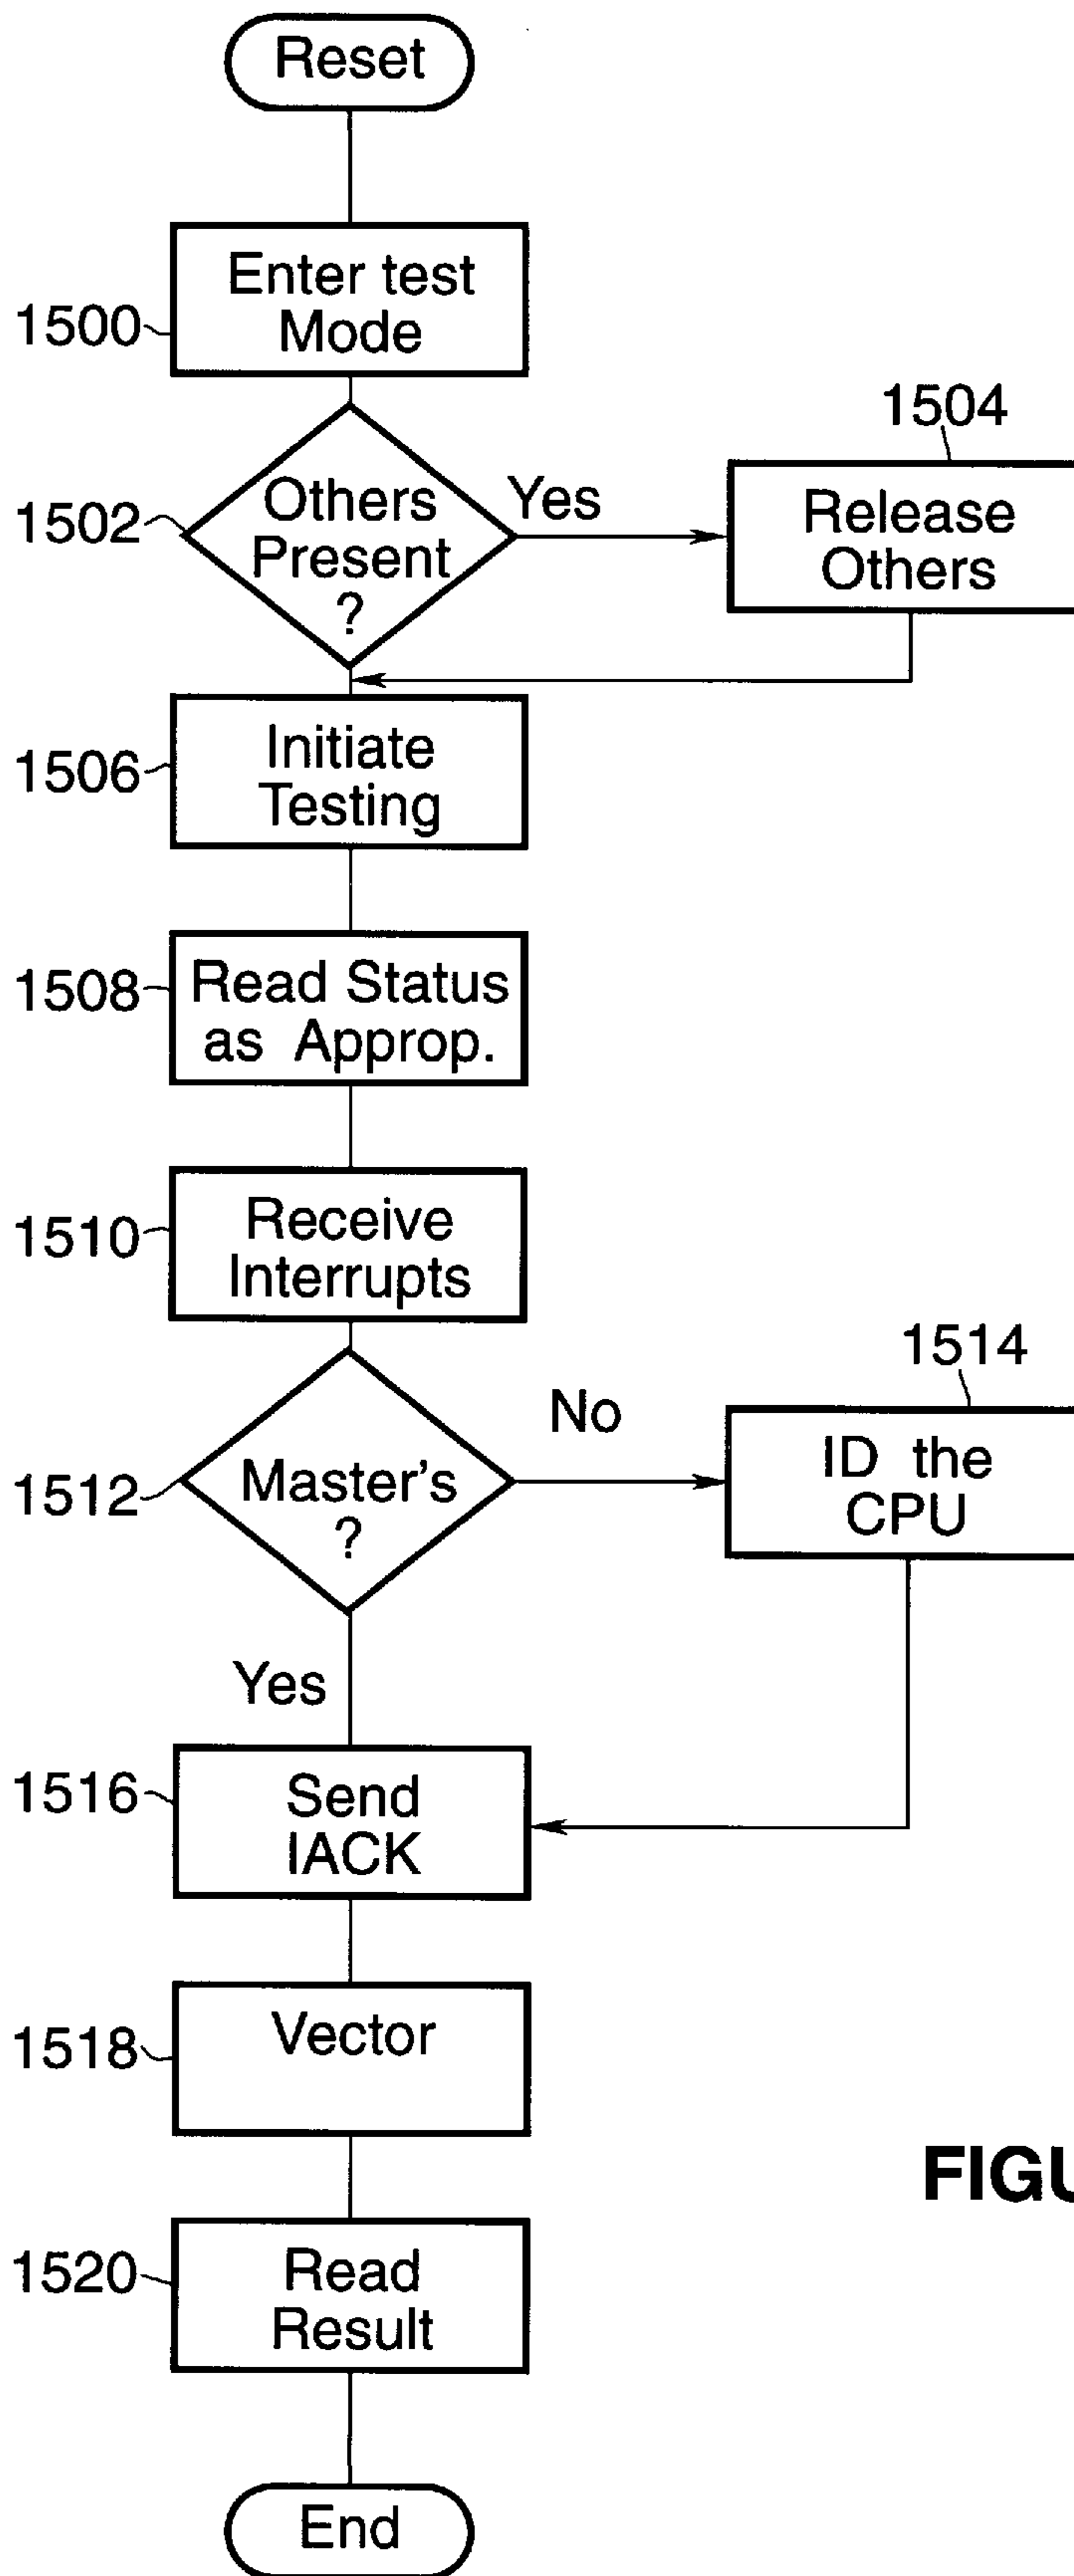 Reset
Enter test
Mode
1500
Others
Present
?
1502
Yes
1504
Release
Others
Initiate
Testing
1506
Read Status
as Approp.
1508
Receive
Interrupts
1510
Master's
?
1512
No
1514
ID the
CPU
Yes
Send
IACK
1516
Vector
1518
Read
Result
1520
End
FIGU